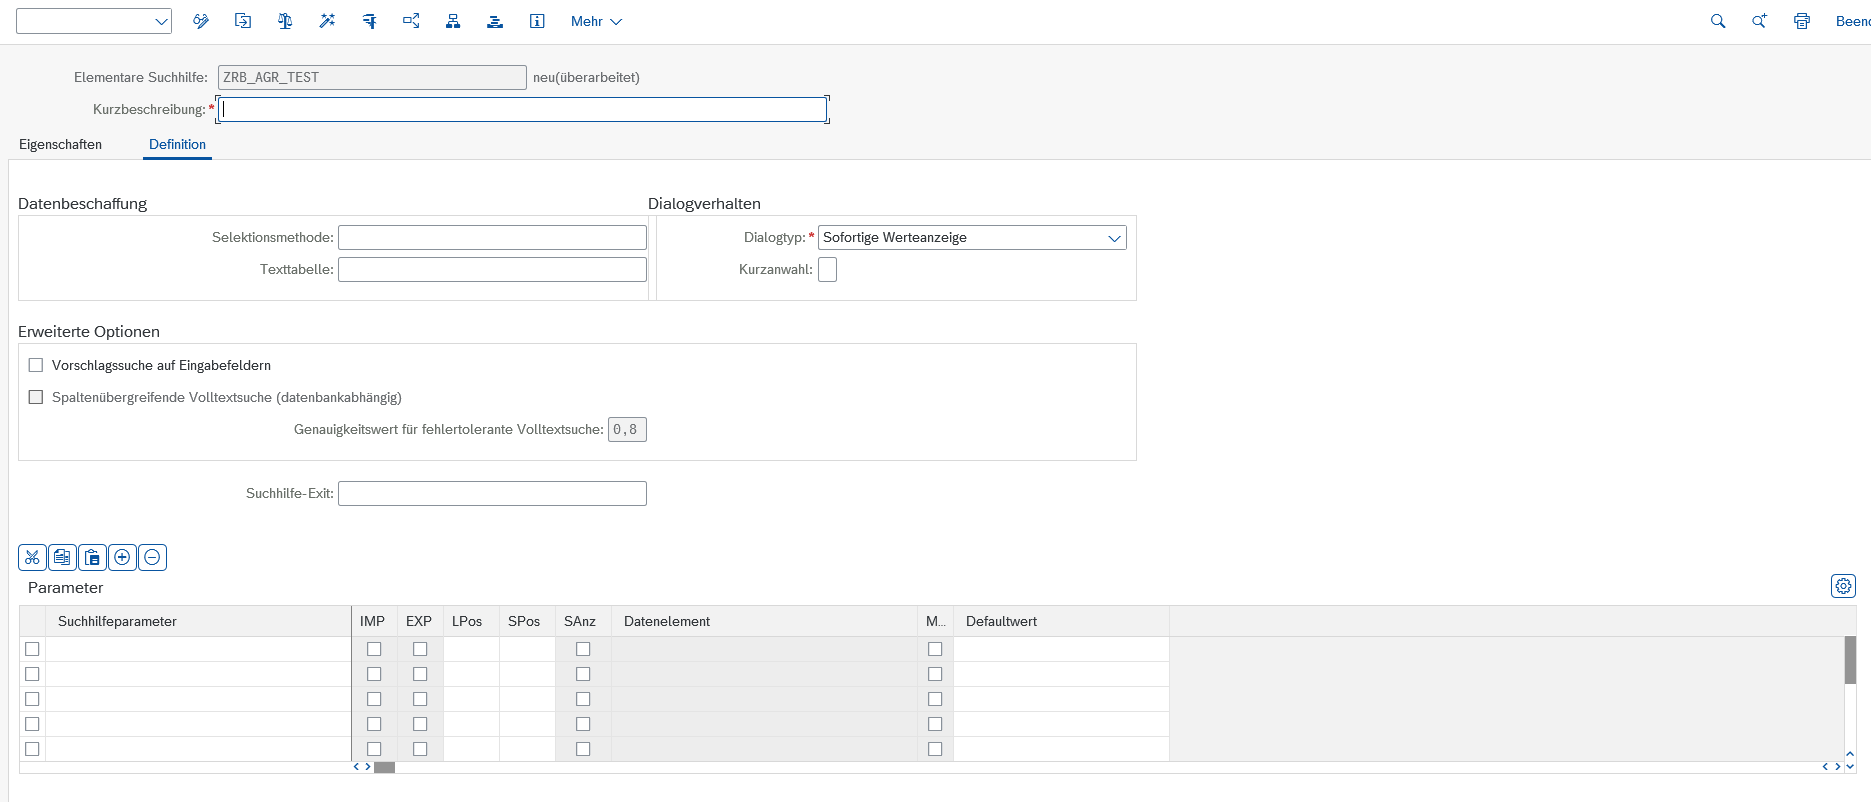 Mehr
Beend
Elementare Suchhilfe: ZRB_AGR_TEST neu(überarbeitet)
Kurzbeschreibung: *
Eigenschaften Definition
Datenbeschaffung Dialogverhalten
Selektionsmethode: Dialogtyp: * Sofortige Werteanzeige
Texttabelle: Kurzanwahl:
Erweiterte Optionen
Vorschlagssuche auf Eingabefeldern
Spaltenübergreifende Volltextsuche (datenbankabhängig)
Genauigkeitswert für fehlertolerante Volltextsuche: 0,8
Suchhilfe-Exit:
Parameter
Suchhilfeparameter IMP EXP LPos SPos SAnz Datenelement M... Defaultwert